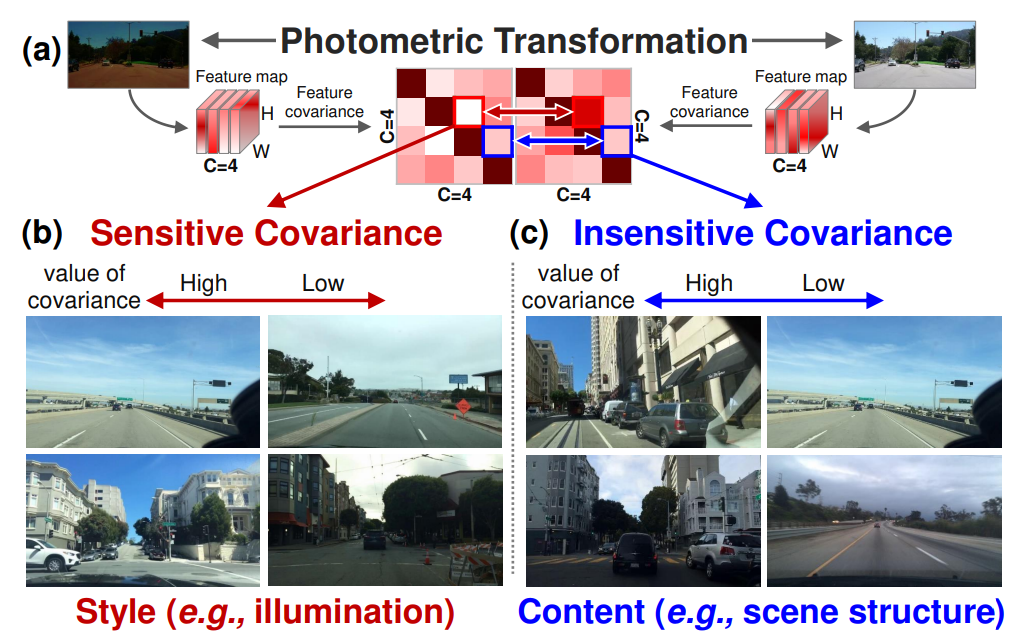 (a)
Photometric Transformation
Feature map
H
W
C=4
Feature
covariance
C=4
C=4
C=4
C=4
Feature
covariance
Feature map
H
W
C=4
(b) Sensitive Covariance
value of
covariance
High
Low
Style (e.g., illumination)
(c) Insensitive Covariance
value of
covariance
High
Low
Content (e.g., scene structure)